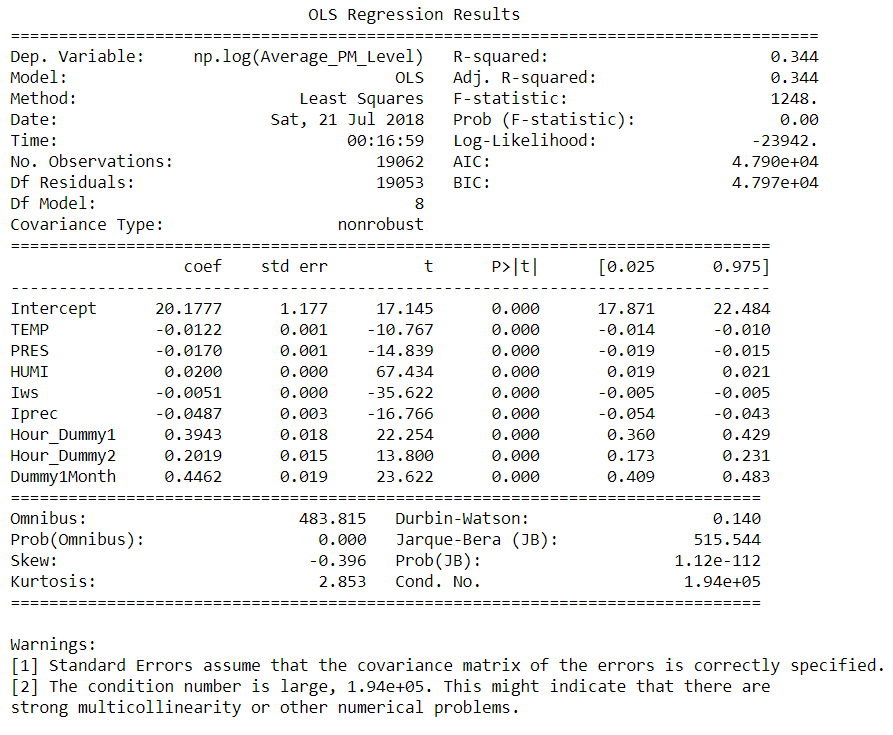 OLS Regression Results
==============================================================================
Dep. Variable: np.log(Average_PM_Level) R-squared: 0.344
Model: OLS Adj. R-squared: 0.344
Method: Least Squares F-statistic: 1248.
Date: Sat, 21 Jul 2018 Prob (F-statistic): 0.00
Time: 00:16:59 Log-Likelihood: -23942.
No. Observations: 19062 AIC: 4.790e+04
Df Residuals: 19053 BIC: 4.797e+04
Df Model: 8
Covariance Type: nonrobust
==============================================================================
coef std err t P>|t| [0.025 0.975]
------------------------------------------------------------------------------
Intercept 20.1777 1.177 17.145 0.000 17.871 22.484
TEMP -0.0122 0.001 -10.767 0.000 -0.014 -0.010
PRES -0.0170 0.001 -14.839 0.000 -0.019 -0.015
HUMI 0.0200 0.000 67.434 0.000 0.019 0.021
Iws -0.0051 0.000 -35.622 0.000 -0.005 -0.005
Iprec -0.0487 0.003 -16.766 0.000 -0.054 -0.043
Hour_Dummy1 0.3943 0.018 22.254 0.000 0.360 0.429
Hour_Dummy2 0.2019 0.015 13.800 0.000 0.173 0.231
Dummy1Month 0.4462 0.019 23.622 0.000 0.409 0.483
==============================================================================
Omnibus: 483.815 Durbin-Watson: 0.140
Prob(Omnibus): 0.000 Jarque-Bera (JB): 515.544
Skew: -0.396 Prob(JB): 1.12e-112
Kurtosis: 2.853 Cond. No. 1.94e+05
==============================================================================
Warnings:
[1] Standard Errors assume that the covariance matrix of the errors is correctly specified.
[2] The condition number is large, 1.94e+05. This might indicate that there are
strong multicollinearity or other numerical problems.